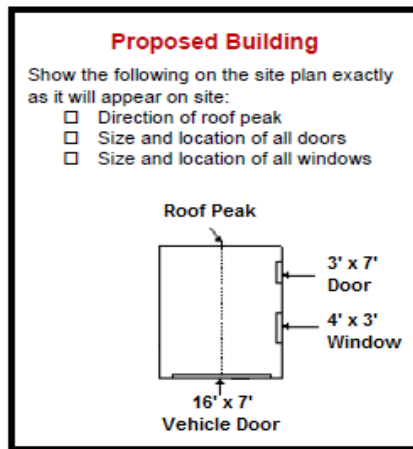 Proposed Building
Show the following on the site plan exactly
as it will appear on site:
☐ Direction of roof peak
☐ Size and location of all doors
☐ Size and location of all windows
Roof Peak
3' x 7'
Door
4' x 3'
Window
16' x 7'
Vehicle Door